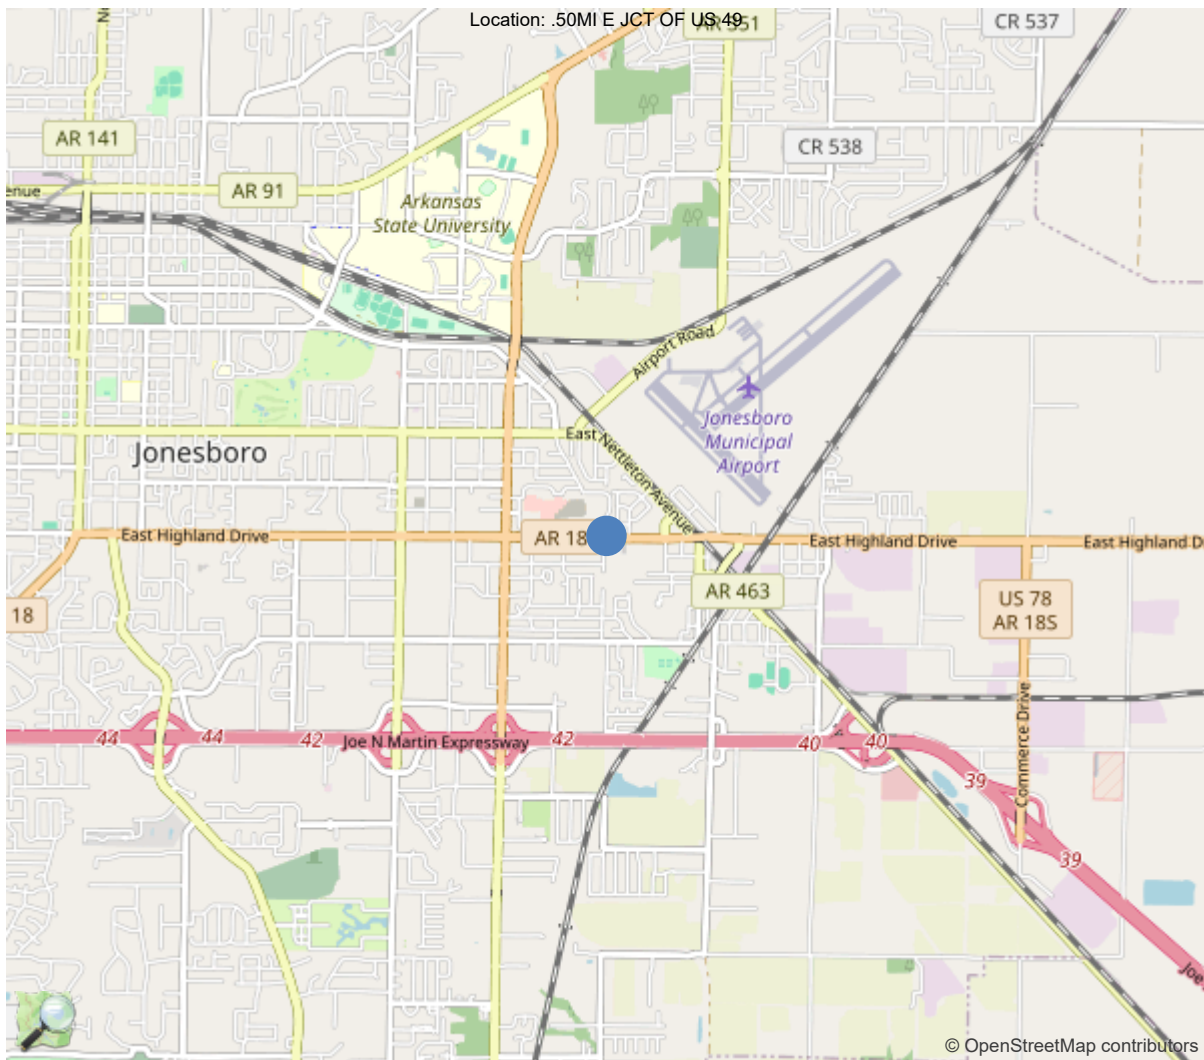 Location: .50MI E JCT OF US 49
AR 351
CR 537
AR 141
CR 538
enue
AR 91
Arkansas
State University
Airport Road
Jonesboro
Municipal
Airport
East Nettleton Avenue
Jonesboro
East Highland Drive
AR 18
East Highland Drive
East Highland D
AR 463
US 78
AR 18S
18
Commerce Drive
44
44
42
Joe N Martin Expressway
42
40
40
39
39
Joe
© OpenStreetMap contributors